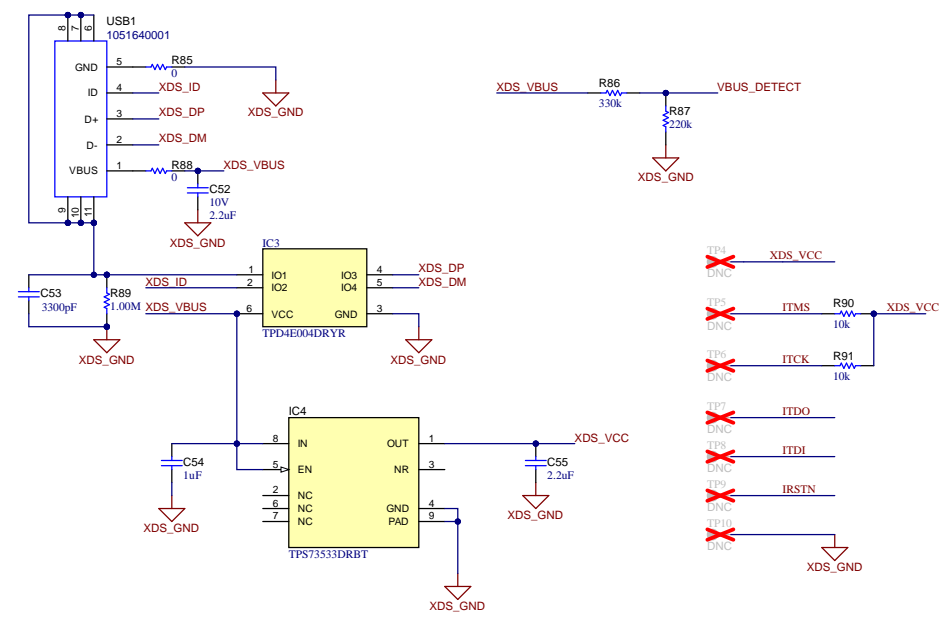 USB1
1051640001
8 7 6
GND 5 R85
0
ID 4 XDS_ID
D+ 3 XDS_DP
D- 2 XDS_DM
VBUS 1 R88 XDS_VBUS
0
XDS_GND
C52
10V
2.2uF
XDS_GND
9 10 11
XDS_VBUS R86 VBUS_DETECT
330k
R87
220k
XDS_GND
IC3
1 IO1 IO3 4 XDS_DP
XDS_ID 2 IO2 IO4 5 XDS_DM
XDS_VBUS 6 VCC GND 3
TPD4E004DRYR
C53
3300pF
R89
1.00M
XDS_GND
XDS_GND
IC4
8 IN OUT 1 XDS_VCC
5 EN NR 3
2 NC
6 NC GND 4
7 NC PAD 9
TPS73533DRBT
C54
1uF
XDS_GND
C55
2.2uF
XDS_GND
XDS_GND
TP4 XDS_VCC
DNC
TP5 ITMS R90 XDS_VCC
DNC 10k
TP6 ITCK R91
DNC 10k
TP7 ITDO
DNC
TP8 ITDI
DNC
TP9 IRSTN
DNC
TP10
DNC
XDS_GND